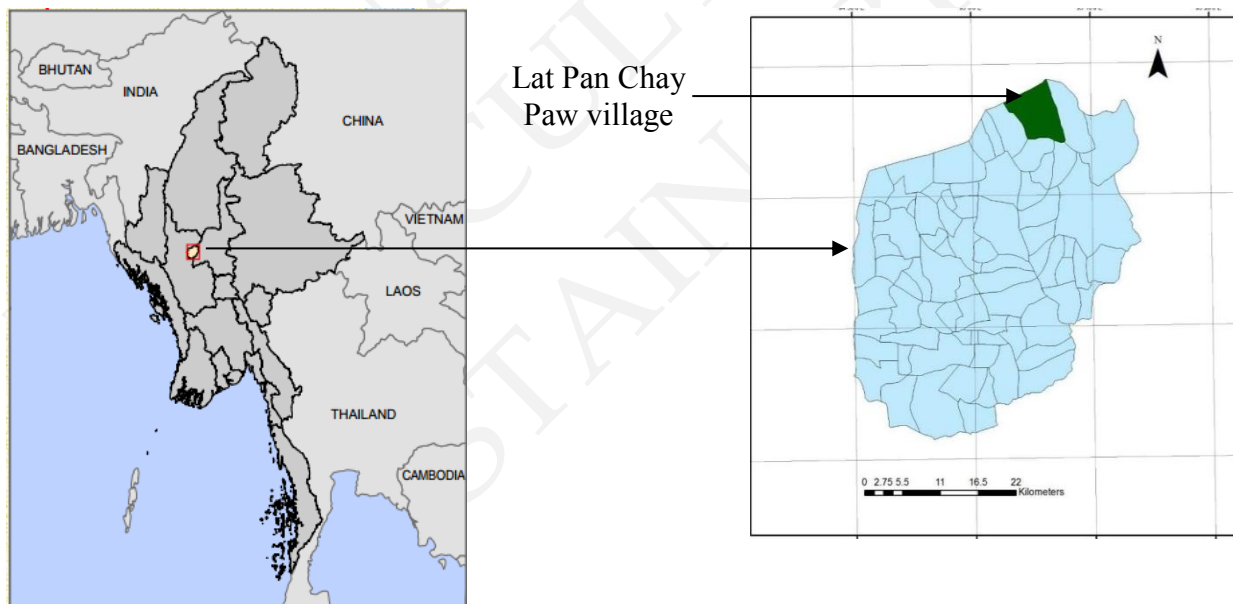 BHUTAN
INDIA
CHINA
BANGLADESH
VIETNAM
LAOS
THAILAND
CAMBODIA
Lat Pan Chay
Paw village
N
0 2.75 5.5 11 16.5 22
Kilometers